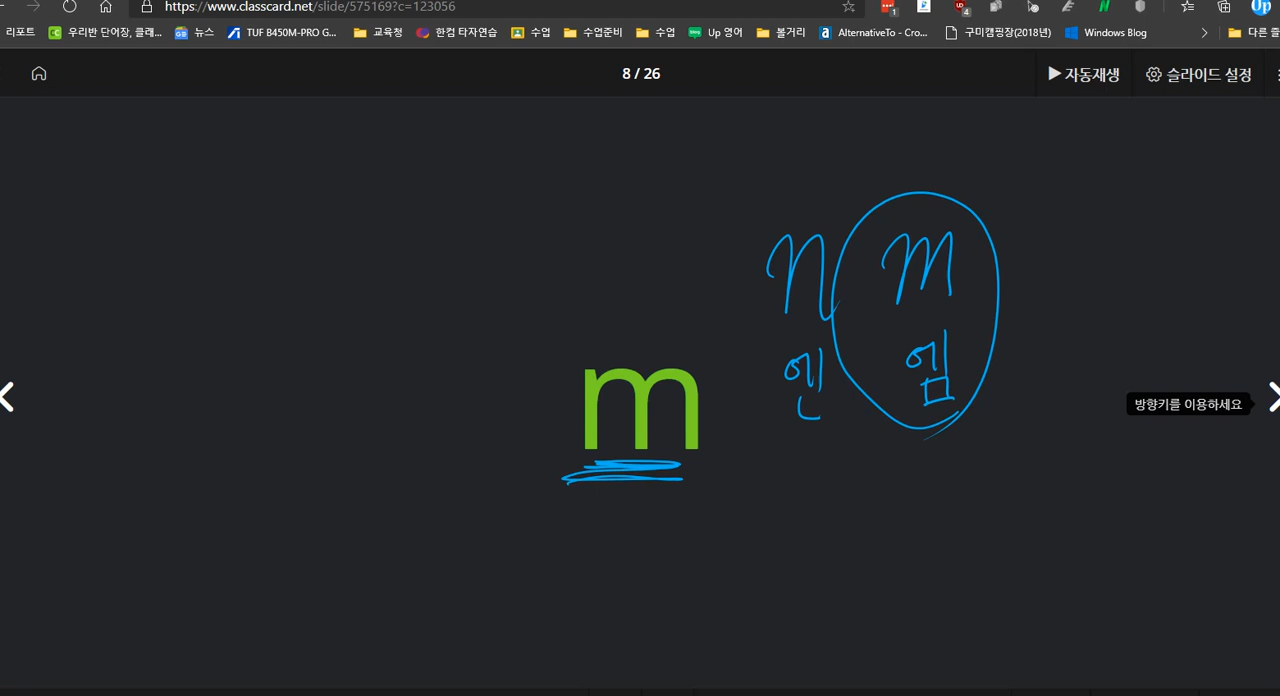 https://www.classcard.net/slide/575169?c=123056
1
4
Up
리포트 우리반 단어장, 클래... 뉴스 TUF B450M-PRO G... 교육청 한컴 타자연습 수업 수업준비 수업 Up 영어 볼거리 AlternativeTo - Cro... 구미캠핑장(2018년) Windows Blog 다른 즐
8 / 26 자동재생 슬라이드 설정
n m
엔 엠
m
방향키를 이용하세요